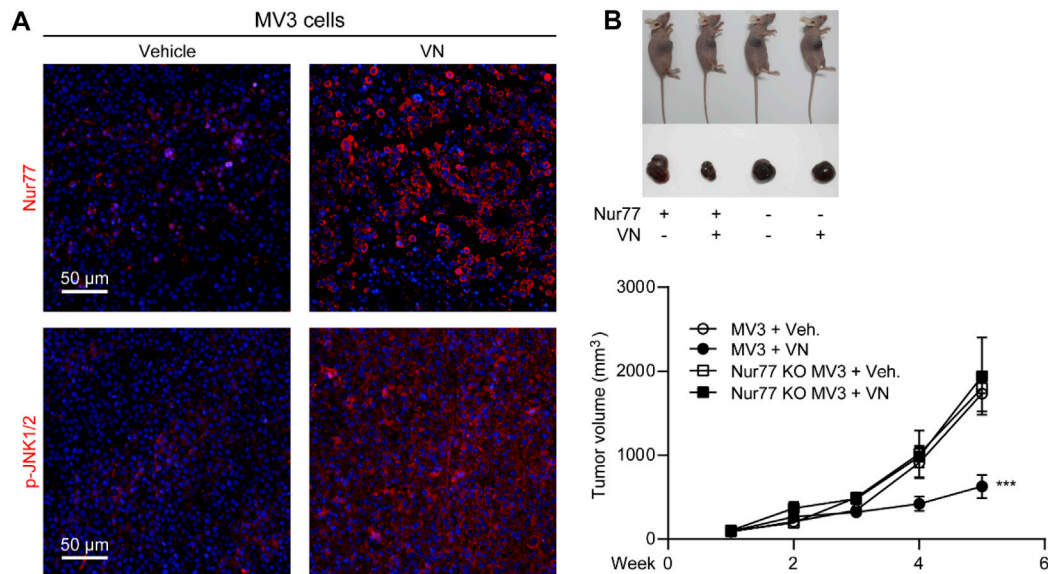 A
MV3 cells
Vehicle
VN
Nur77
50 µm
p-JNK1/2
50 µm
B
Nur77 + + - -
VN - + - +
Tumor volume (mm³)
3000
2000
1000
0
MV3 + Veh.
MV3 + VN
Nur77 KO MV3 + Veh.
Nur77 KO MV3 + VN
***
Week 0 2 4 6